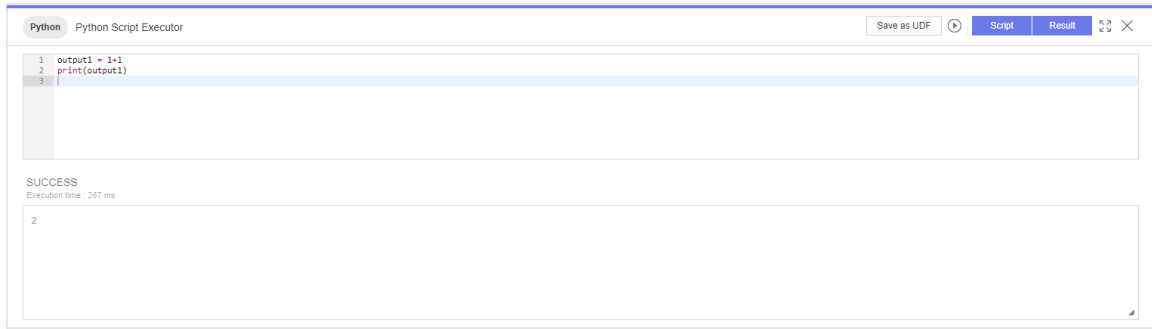 Python Python Script Executor Save as UDF Script Result
1 output1 = 1+1
2 print(output1)
3
SUCCESS
Execution time : 267 ms
2